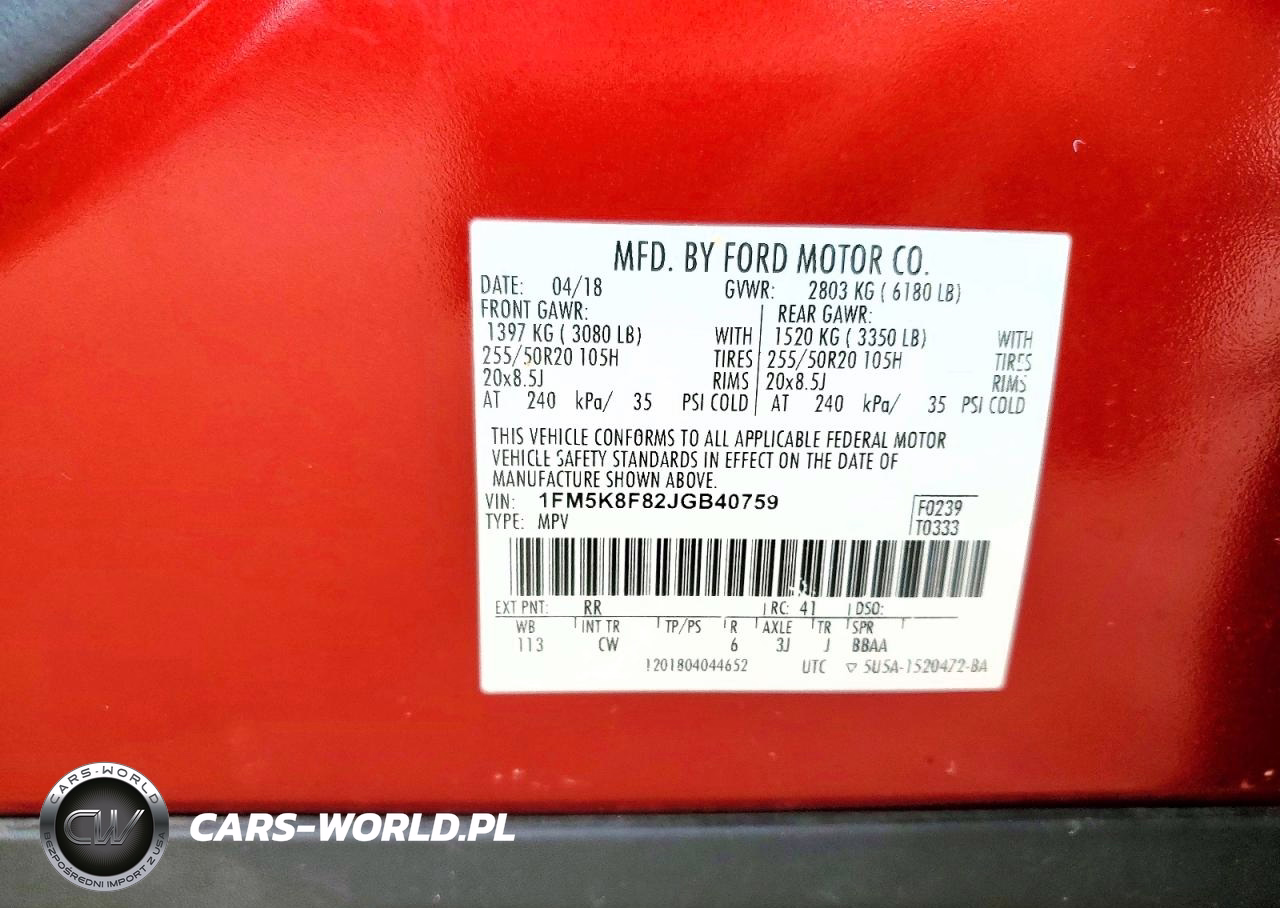 MFD. BY FORD MOTOR CO.
DATE: 04/18 GVWR: 2803 KG ( 6180 LB)
FRONT GAWR: REAR GAWR:
1397 KG ( 3080 LB) WITH 1520 KG ( 3350 LB) WITH
255/50R20 105H TIRES 255/50R20 105H TIRES
20x8.5J RIMS 20x8.5J RIMS
AT 240 kPa/ 35 PSI COLD AT 240 kPa/ 35 PSI COLD
THIS VEHICLE CONFORMS TO ALL APPLICABLE FEDERAL MOTOR
VEHICLE SAFETY STANDARDS IN EFFECT ON THE DATE OF
MANUFACTURE SHOWN ABOVE.
VIN: 1FM5K8F82JGB40759 F0239
TYPE: MPV T0333
EXT PNT: RR RC: 41 DSO:
WB INT TR TP/PS R AXLE TR SPR
113 CW 6 3J J BBAA
1201804044652 UTC ▽ 5U5A-1520472-BA
CARS-WORLD
CW
BEZPOŚREDNI IMPORT Z USA
CARS-WORLD.PL